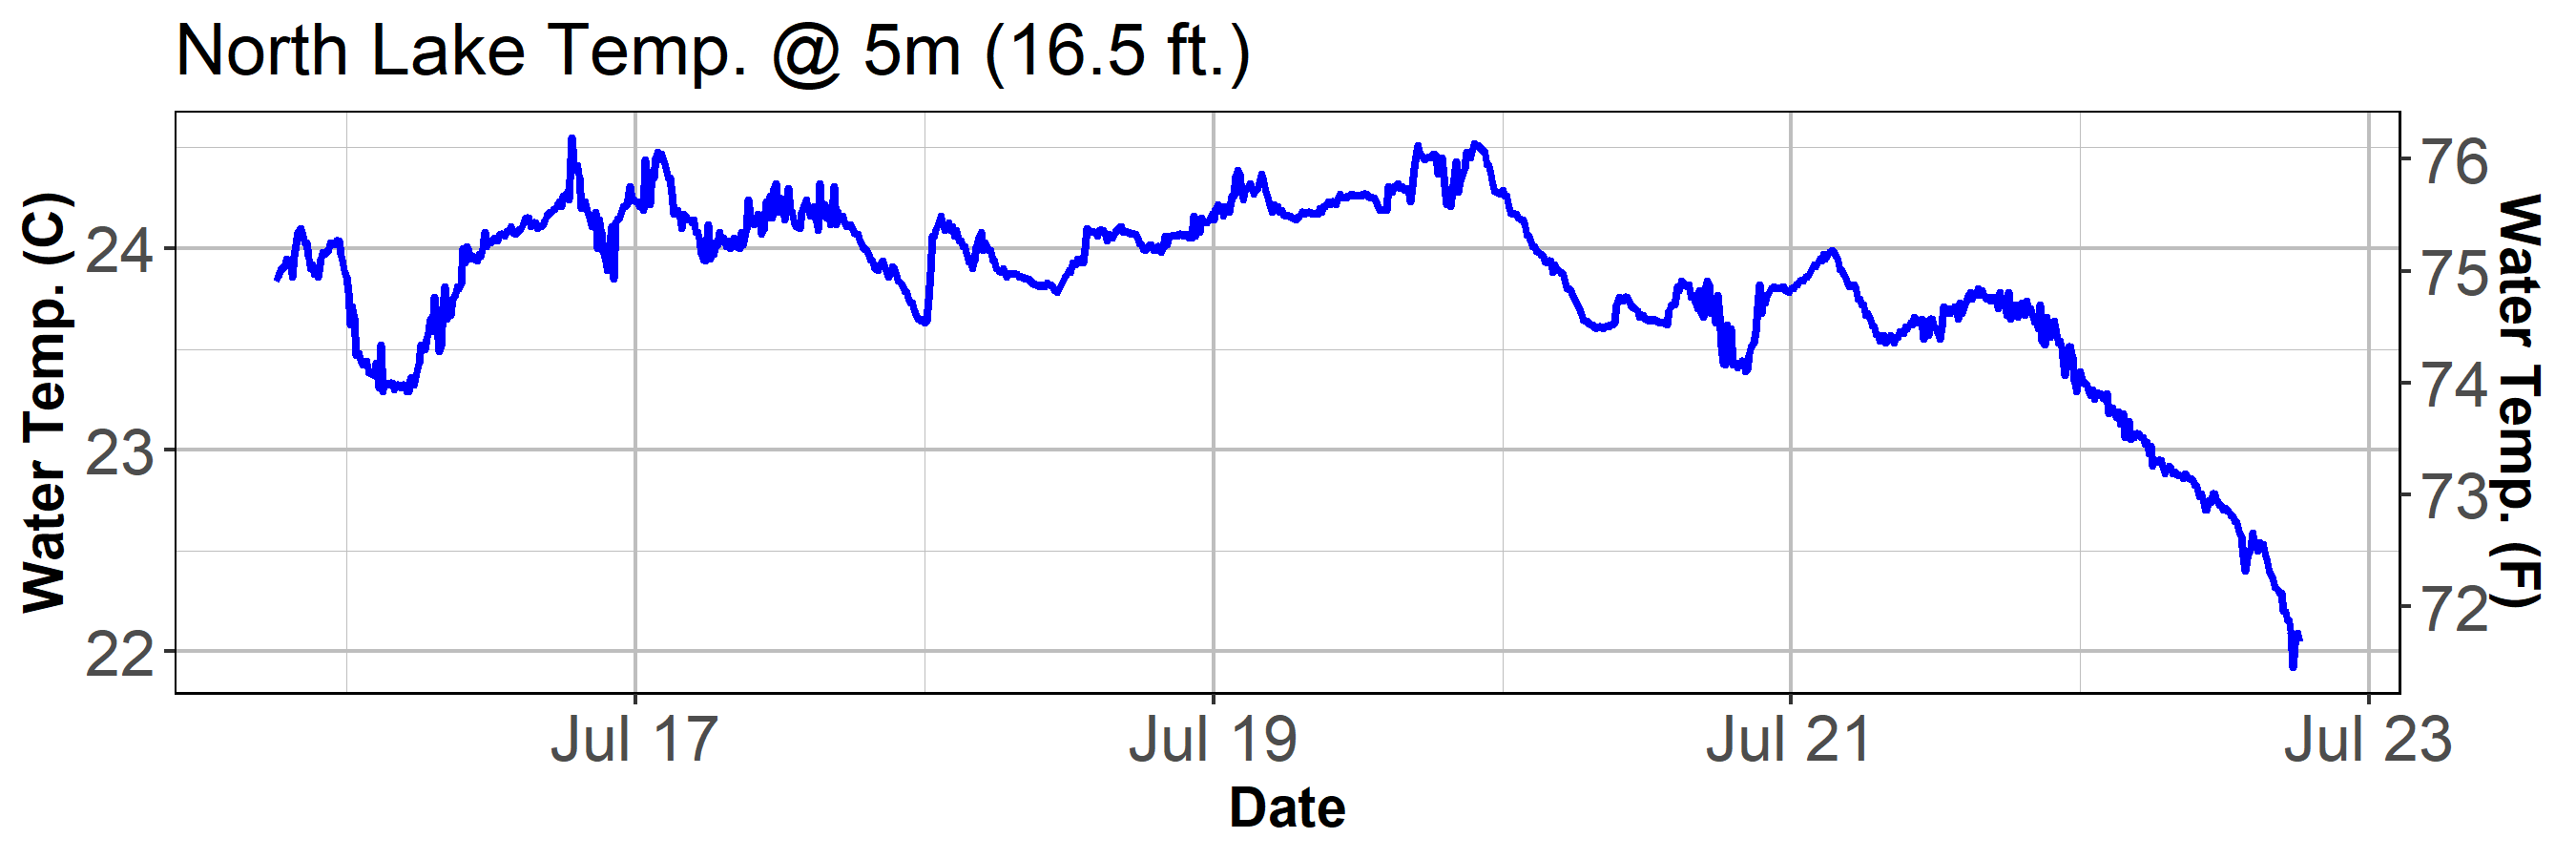 North Lake Temp. @ 5m (16.5 ft.)
Water Temp. (C)
24
23
22
76
75
74
73
72
Water Temp. (F)
Jul 17 Jul 19 Jul 21 Jul 23
Date